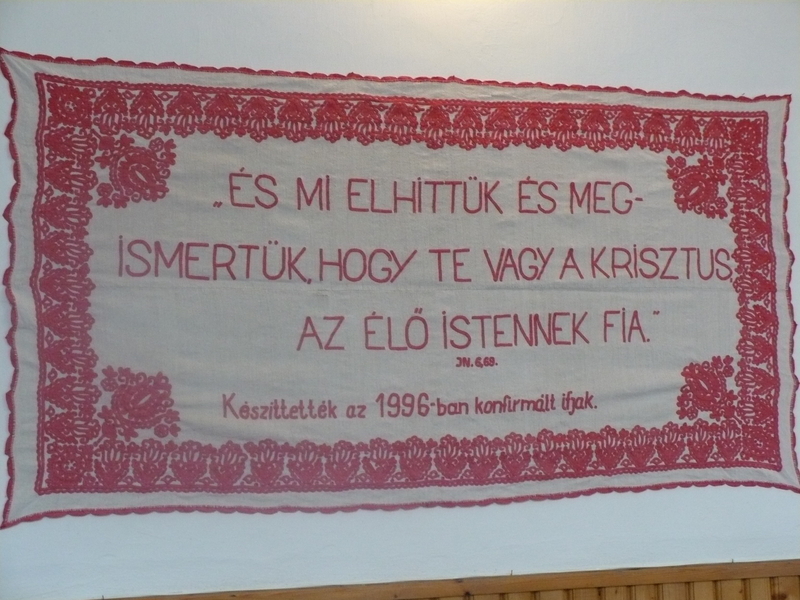 „ÉS MI ELHITTÜK ÉS MEG-
ISMERTÜK, HOGY TE VAGY A KRISZTUS,
AZ ÉLŐ ISTENNEK FIA."
JN. 6,69.
Készíttették az 1996-ban konfirmált ifjak.